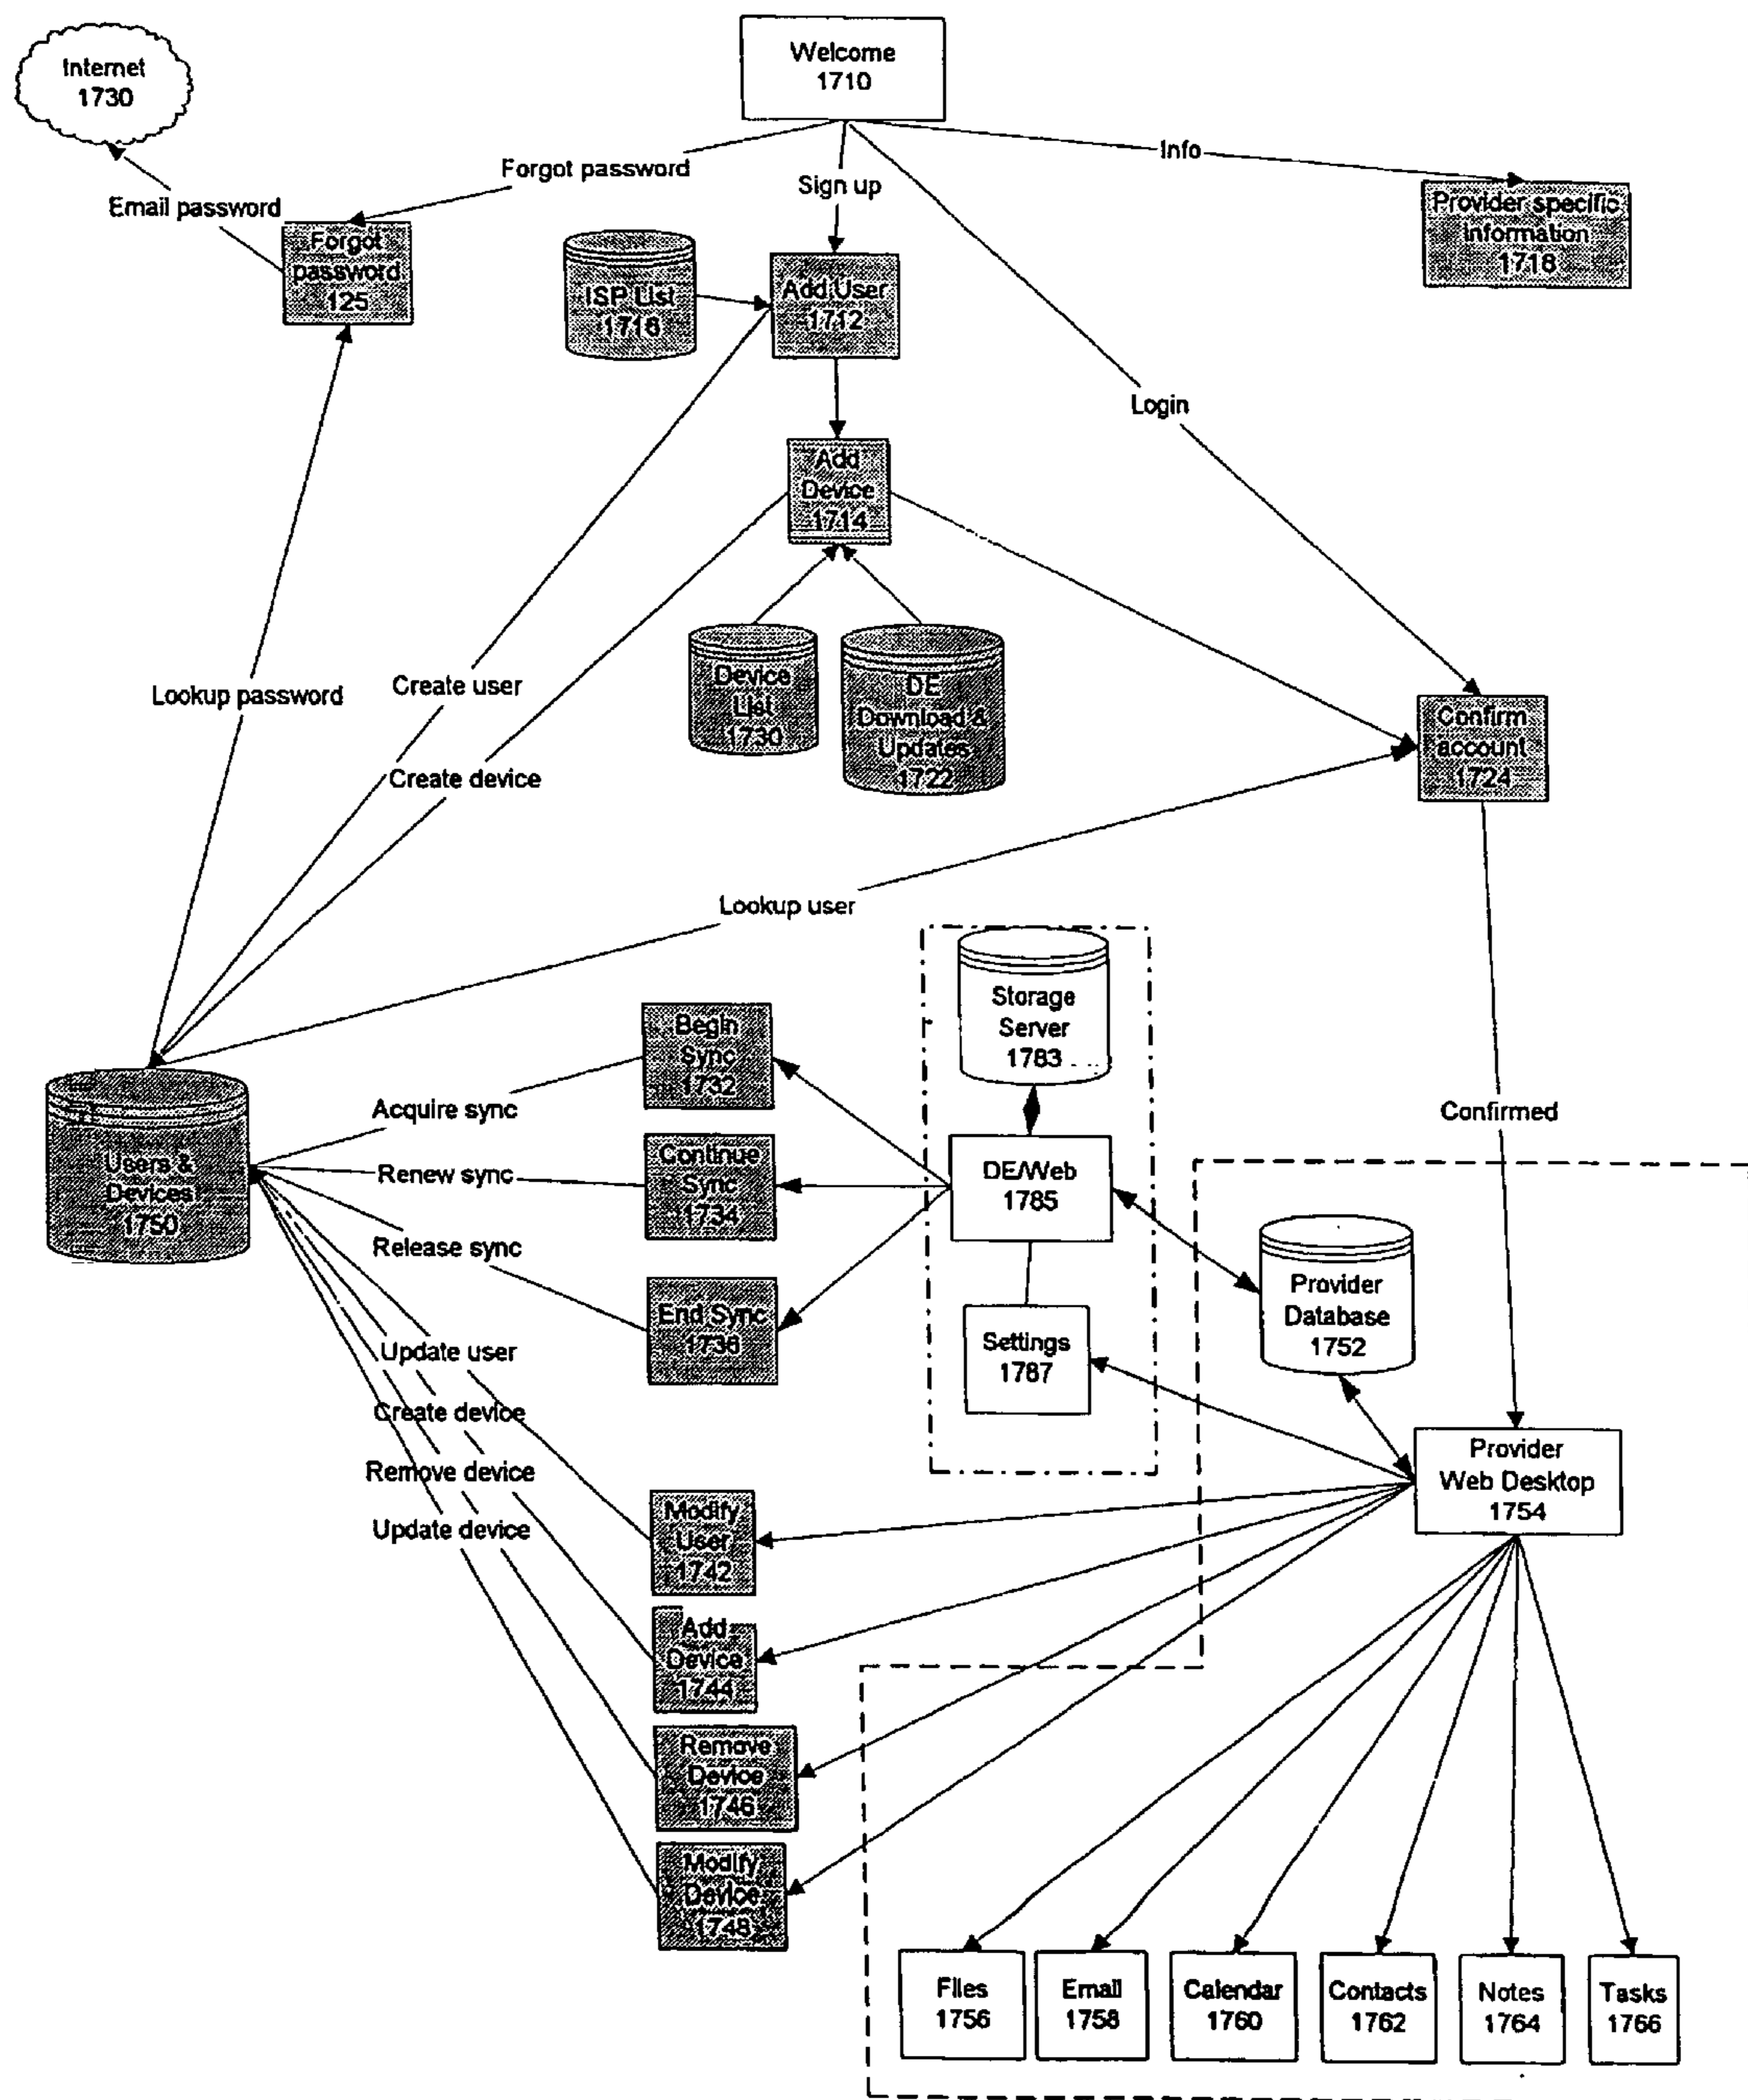 Welcome
1710
Internet
1730
Forgot password
Sign up
Info
Email password
Provider specific
information
1718
Forgot
password
125
ISP List
1716
Add User
1712
Login
Add
Device
1714
Lookup password
Create user
Create device
Device
List
1730
DE
Download &
Updates
1722
Confirm
account
1724
Lookup user
Storage
Server
1783
Begin
Sync
1732
Acquire sync
Confirmed
Users &
Devices
1750
Renew sync
Continue
Sync
1734
DE/Web
1785
Release sync
End Sync
1736
Settings
1787
Provider
Database
1752
Update user
Create device
Remove device
Update device
Provider
Web Desktop
1754
Modify
User
1742
Add
Device
1744
Remove
Device
1746
Modify
Device
1748
Files
1756
Email
1758
Calendar
1760
Contacts
1762
Notes
1764
Tasks
1766